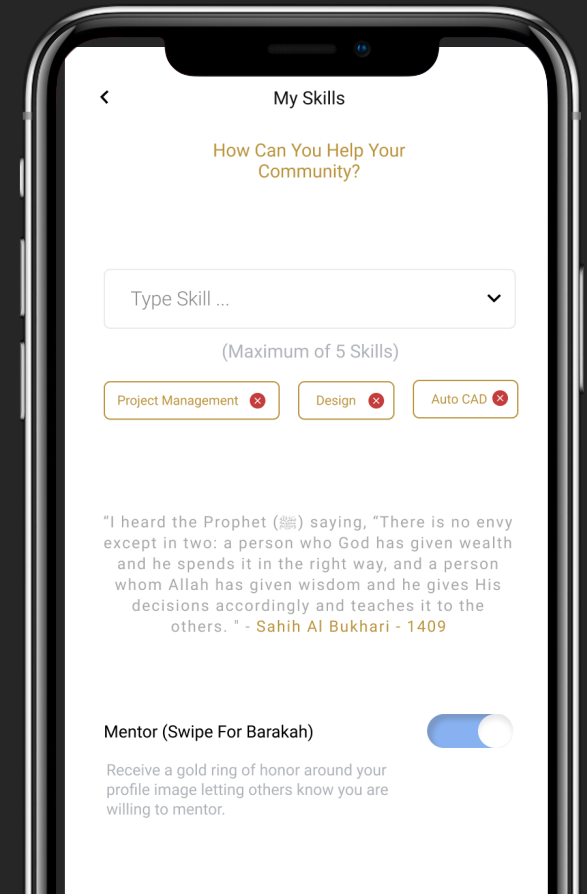 My Skills
How Can You Help Your
Community?
Type Skill ...
(Maximum of 5 Skills)
Project Management
Design
Auto CAD
"I heard the Prophet (ﷺ) saying, "There is no envy
except in two: a person who God has given wealth
and he spends it in the right way, and a person
whom Allah has given wisdom and he gives His
decisions accordingly and teaches it to the
others. " - Sahih Al Bukhari - 1409
Mentor (Swipe For Barakah)
Receive a gold ring of honor around your
profile image letting others know you are
willing to mentor.